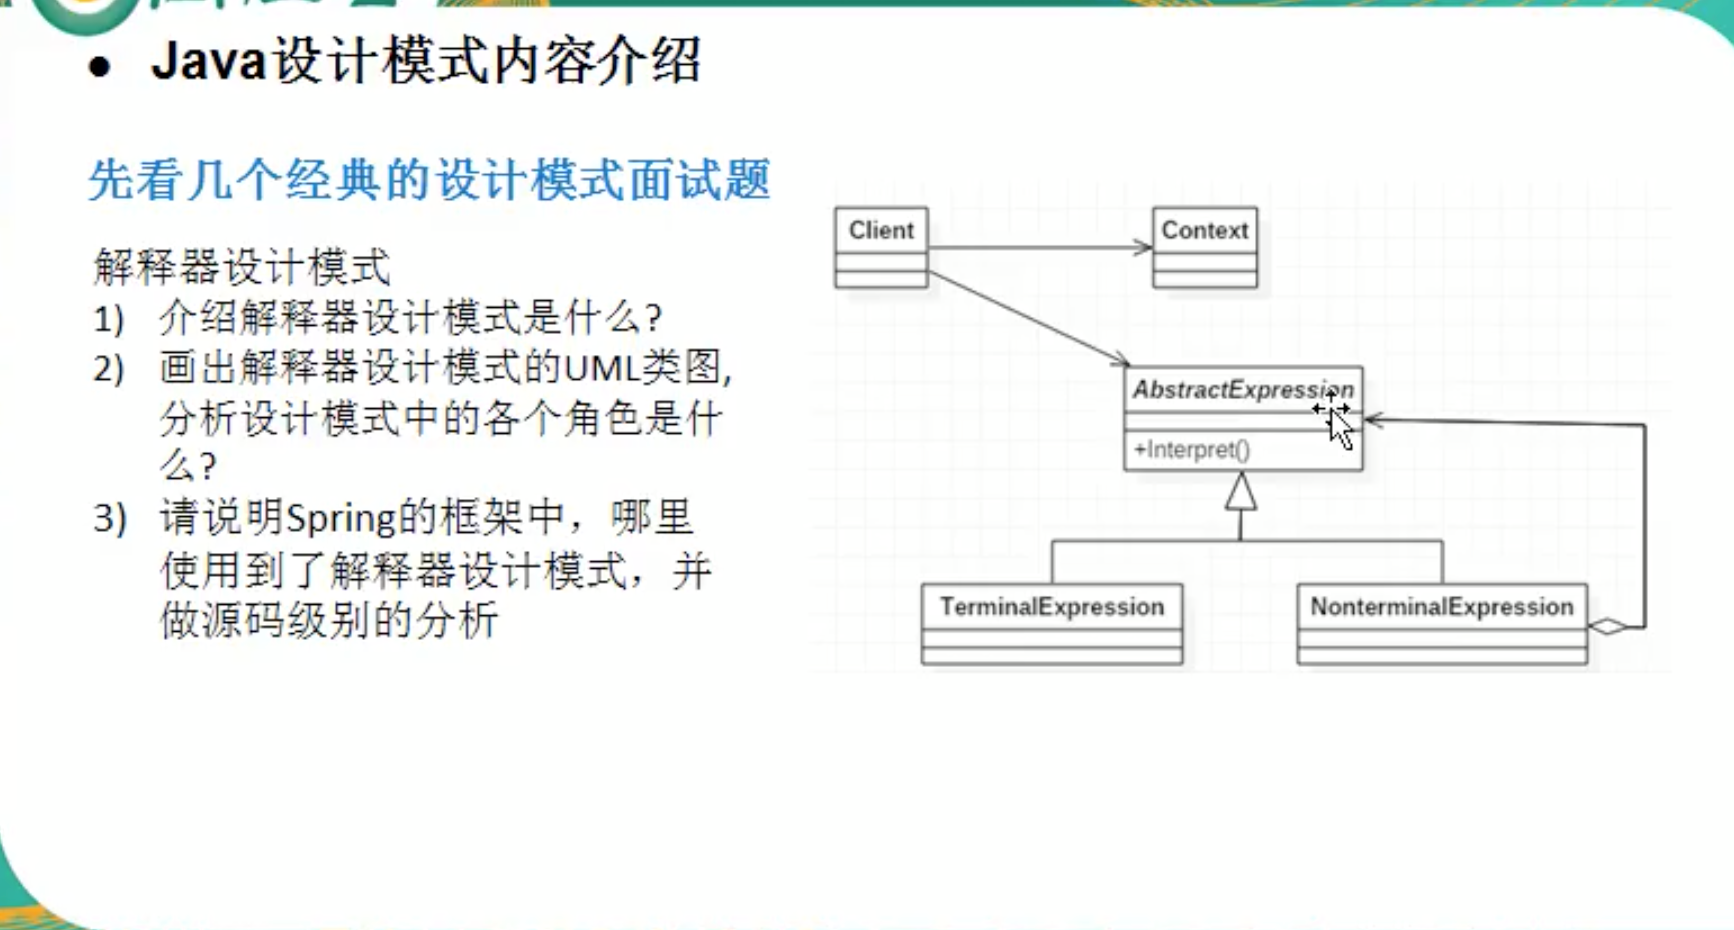 Java设计模式内容介绍
先看几个经典的设计模式面试题
解释器设计模式
1) 介绍解释器设计模式是什么?
2) 画出解释器设计模式的UML类图,
分析设计模式中的各个角色是什
么?
3) 请说明Spring的框架中，哪里
使用到了解释器设计模式，并
做源码级别的分析
Client
Context
AbstractExpression
+Interpret()
TerminalExpression
NonterminalExpression